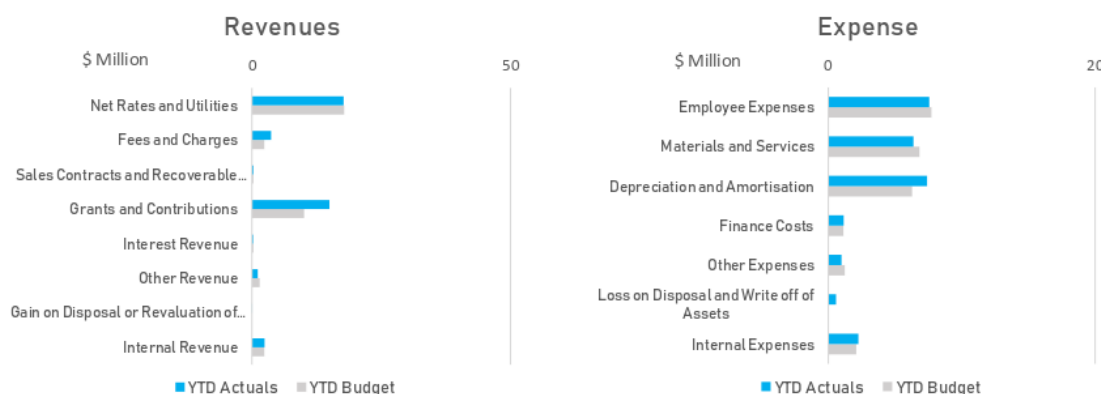 Revenues
$ Million
0
50
Net Rates and Utilities
Fees and Charges
Sales Contracts and Recoverable...
Grants and Contributions
Interest Revenue
Other Revenue
Gain on Disposal or Revaluation of...
Internal Revenue
YTD Actuals YTD Budget
Expense
$ Million
0
20
Employee Expenses
Materials and Services
Depreciation and Amortisation
Finance Costs
Other Expenses
Loss on Disposal and Write off of
Assets
Internal Expenses
YTD Actuals YTD Budget